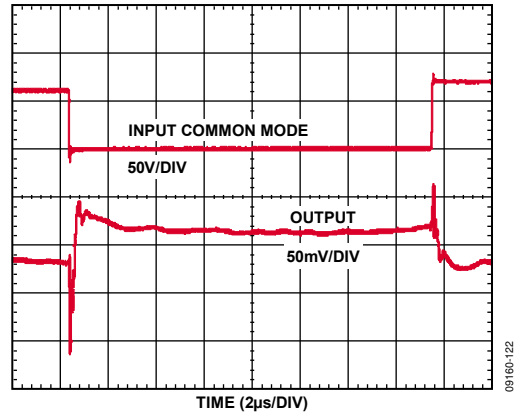 INPUT COMMON MODE
50V/DIV
OUTPUT
50mV/DIV
TIME (2µs/DIV)
09160-122